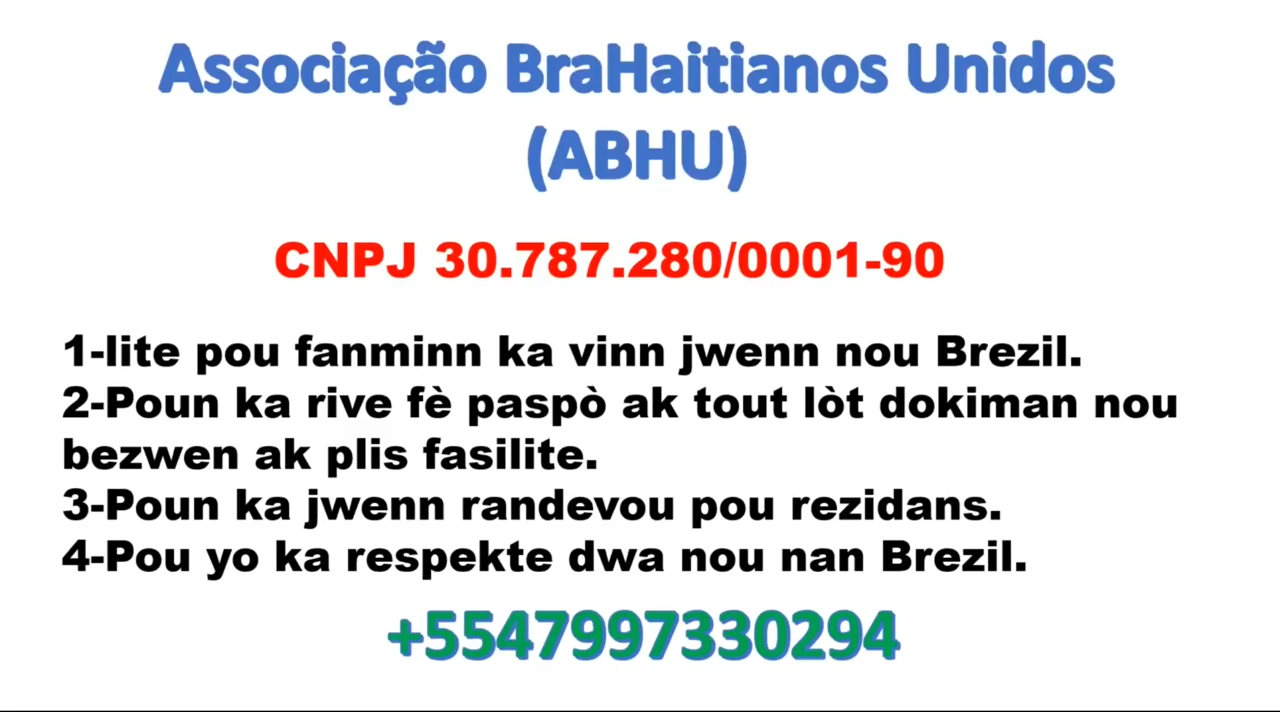 Associação BraHaitianos Unidos
(ABHU)
CNPJ 30.787.280/0001-90
1-lite pou fanminn ka vinn jwenn nou Brezil.
2-Poun ka rive fè paspò ak tout lòt dokiman nou
bezwen ak plis fasilite.
3-Poun ka jwenn randevou pou rezidans.
4-Pou yo ka respekte dwa nou nan Brezil.
+5547997330294